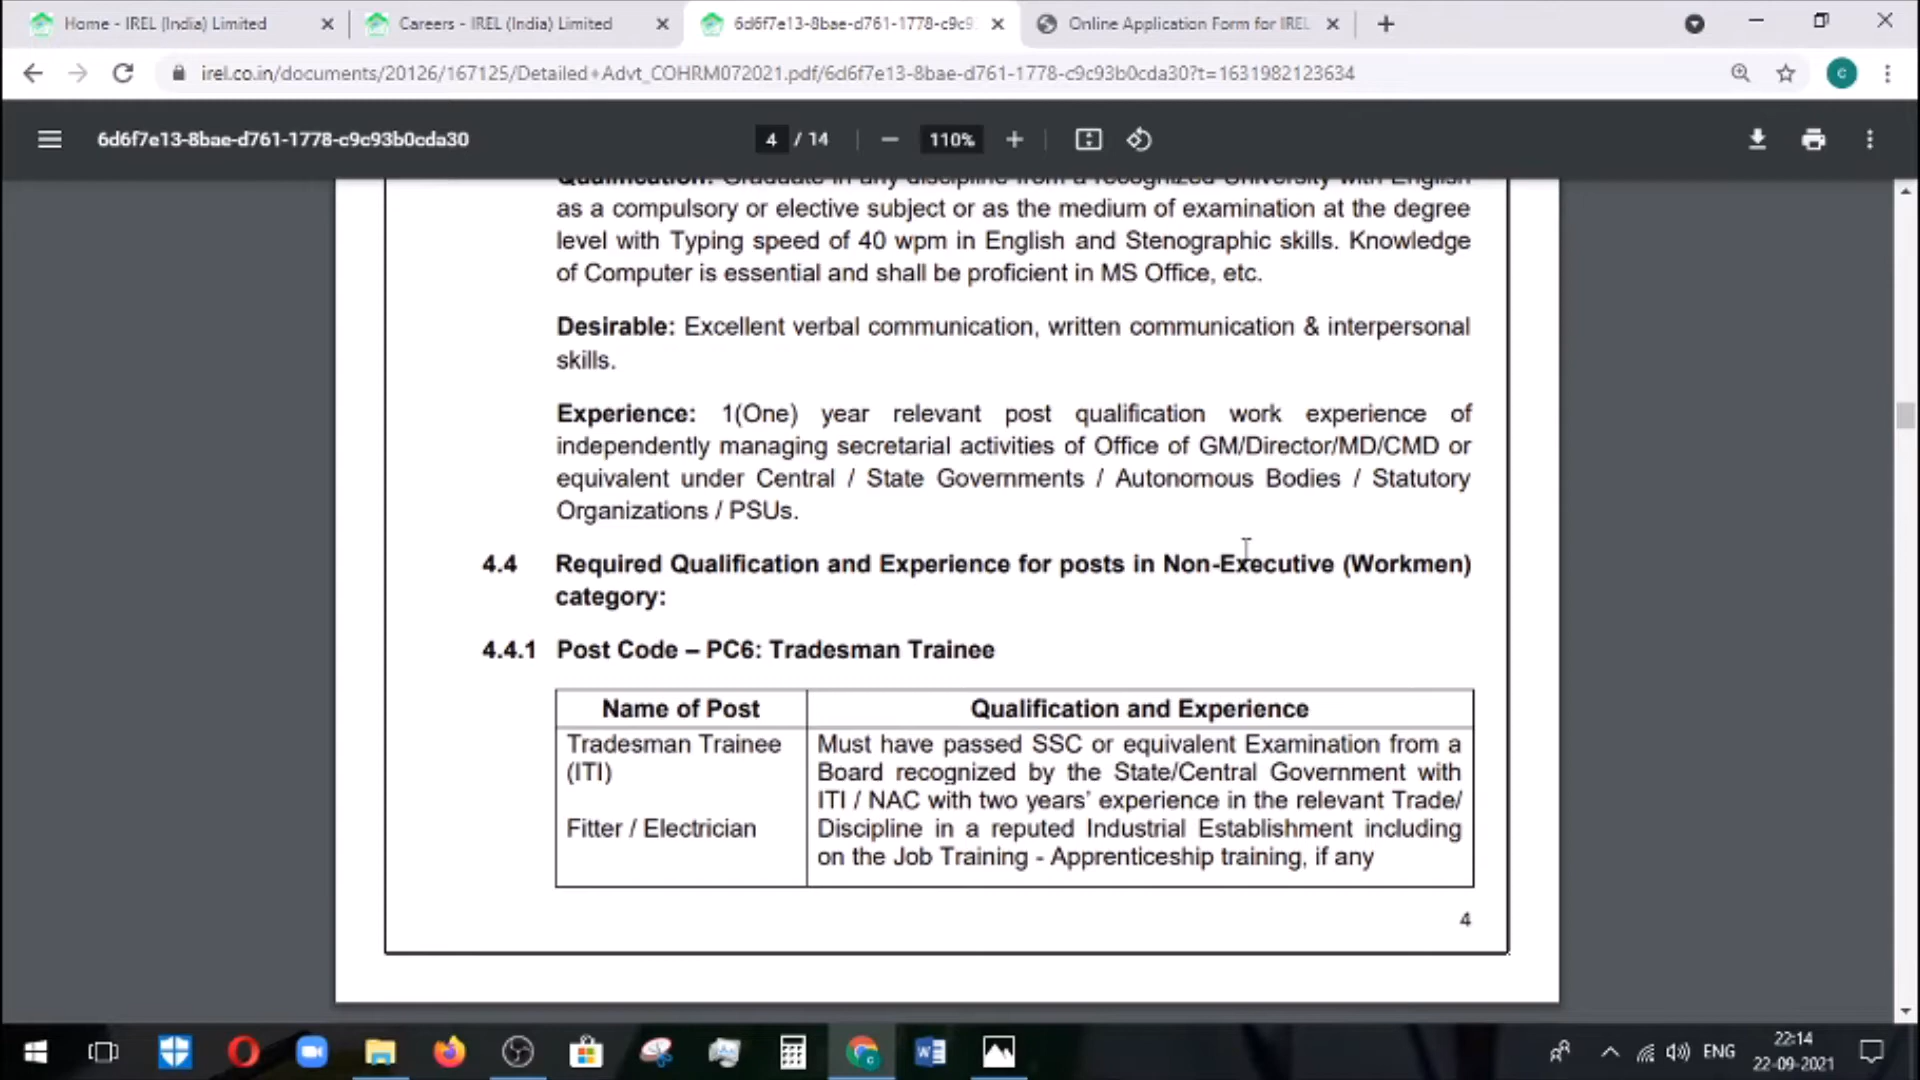 Home - IREL (India) Limited
Careers - IREL (India) Limited
6d6f7e13-8bae-d761-1778-c9c9
Online Application Form for IREL
irel.co.in/documents/20126/167125/Detailed+Advt_COHRM072021.pdf/6d6f7e13-8bae-d761-1778-c9c93b0cda30?t=1631982123634
c
6d6f7e13-8bae-d761-1778-c9c93b0cda30
4 / 14
110%
Qualification: Graduate in any discipline from a recognized University with English
as a compulsory or elective subject or as the medium of examination at the degree
level with Typing speed of 40 wpm in English and Stenographic skills. Knowledge
of Computer is essential and shall be proficient in MS Office, etc.
Desirable: Excellent verbal communication, written communication & interpersonal
skills.
Experience: 1(One) year relevant post qualification work experience of
independently managing secretarial activities of Office of GM/Director/MD/CMD or
equivalent under Central / State Governments / Autonomous Bodies / Statutory
Organizations / PSUs.
4.4 Required Qualification and Experience for posts in Non-Executive (Workmen)
category:
4.4.1 Post Code – PC6: Tradesman Trainee
Name of Post
Qualification and Experience
Tradesman Trainee
(ITI)
Fitter / Electrician
Must have passed SSC or equivalent Examination from a
Board recognized by the State/Central Government with
ITI / NAC with two years' experience in the relevant Trade/
Discipline in a reputed Industrial Establishment including
on the Job Training - Apprenticeship training, if any
4
ENG
22:14
22-09-2021